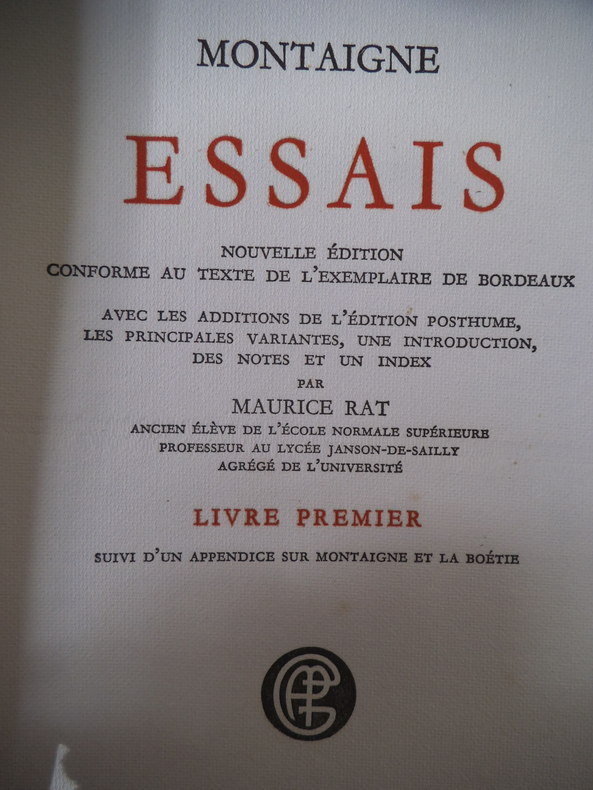 MONTAIGNE
ESSAIS
NOUVELLE ÉDITION
CONFORME AU TEXTE DE L'EXEMPLAIRE DE BORDEAUX
AVEC LES ADDITIONS DE L'ÉDITION POSTHUME,
LES PRINCIPALES VARIANTES, UNE INTRODUCTION,
DES NOTES ET UN INDEX
PAR
MAURICE RAT
ANCIEN ÉLÈVE DE L'ÉCOLE NORMALE SUPÉRIEURE
PROFESSEUR AU LYCÉE JANSON-DE-SAILLY
AGRÉGÉ DE L'UNIVERSITÉ
LIVRE PREMIER
SUIVI D'UN APPENDICE SUR MONTAIGNE ET LA BOÉTIE